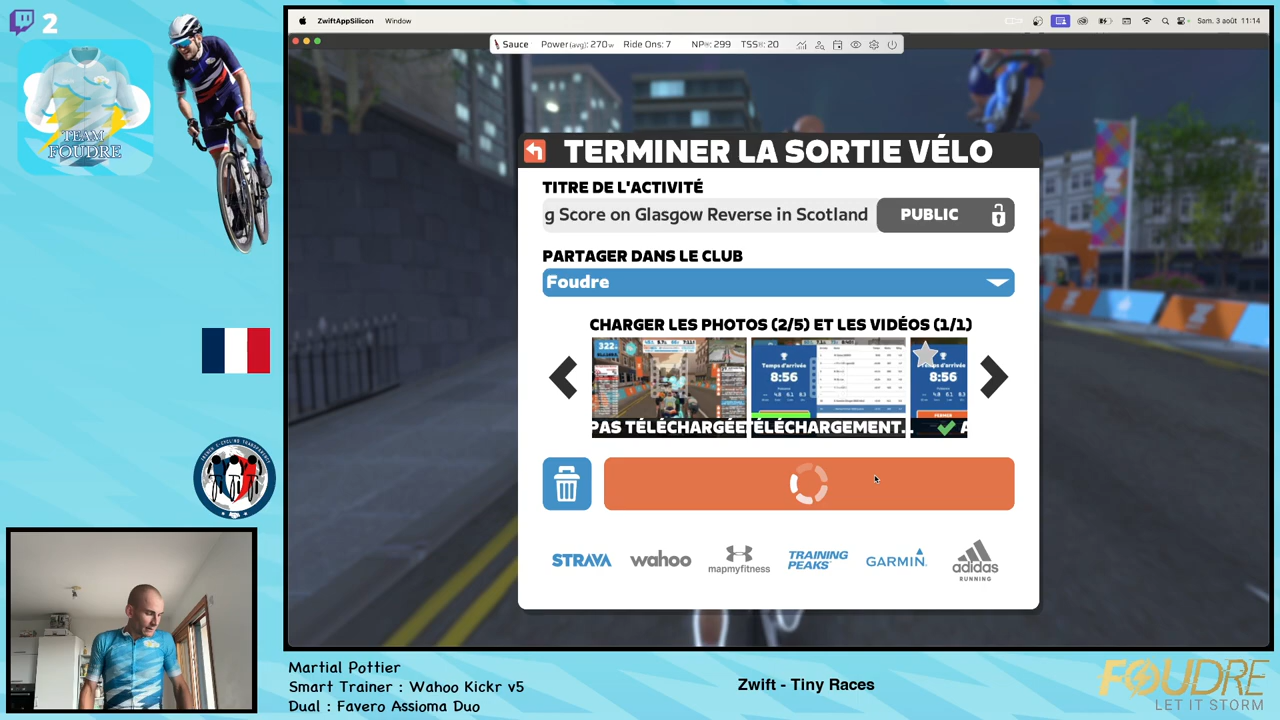 2
TEAM
FOUDRE
ZwiftAppSilicon Window
Sam. 3 août 11:14
Sauce Power(avg): 270w Ride Ons: 7 NP®: 299 TSS®: 20
TERMINER LA SORTIE VÉLO
TITRE DE L'ACTIVITÉ
g Score on Glasgow Reverse in Scotland
PUBLIC
PARTAGER DANS LE CLUB
Foudre
CHARGER LES PHOTOS (2/5) ET LES VIDÉOS (1/1)
322
Temps d'arrivée
8:56
Temps d'arrivée
8:56
FERMER
PAS TÉLÉCHARGÉE
TÉLÉCHARGEMENT...
STRAVA
wahoo
mapmyfitness
TRAINING
PEAKS
GARMIN
adidas
RUNNING
Martial Pottier
Smart Trainer : Wahoo Kickr v5
Dual : Favero Assioma Duo
Zwift - Tiny Races
FOUDRE
LET IT STORM